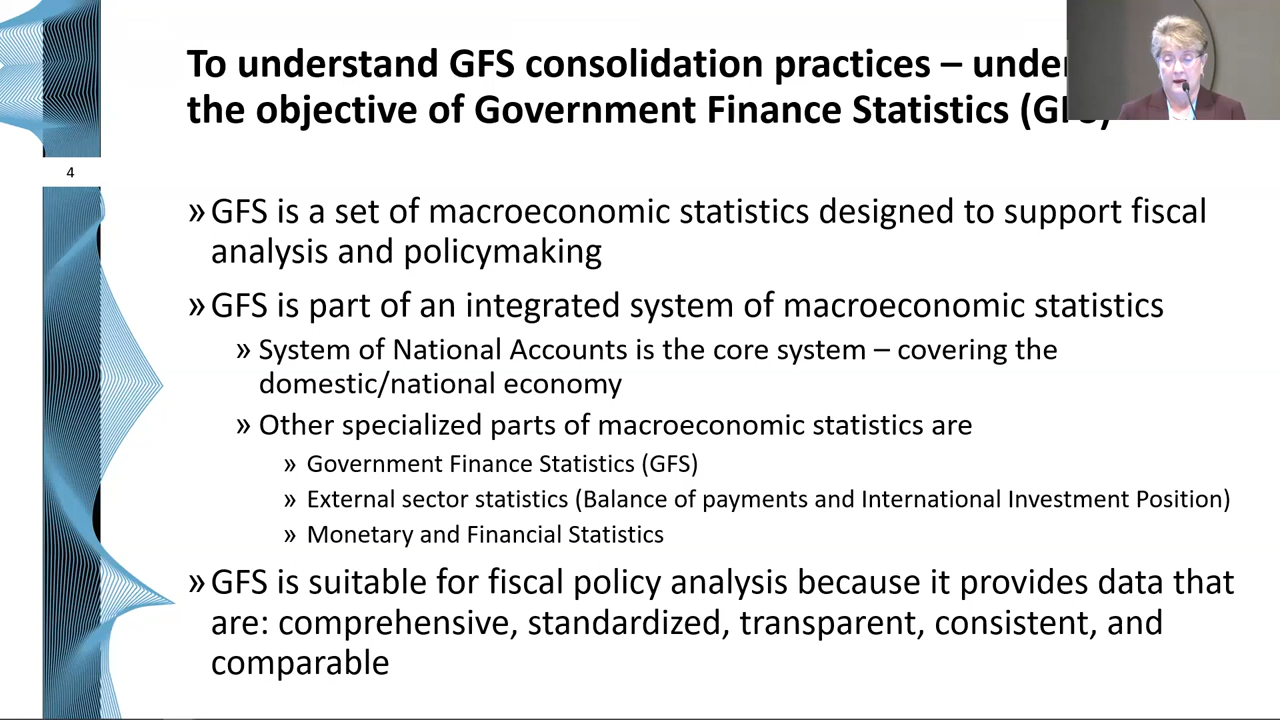 To understand GFS consolidation practices –
the objective of Government Finance Statistics
4
» GFS is a set of macroeconomic statistics designed to support fiscal
analysis and policymaking
» GFS is part of an integrated system of macroeconomic statistics
» System of National Accounts is the core system – covering the
domestic/national economy
» Other specialized parts of macroeconomic statistics are
» Government Finance Statistics (GFS)
» External sector statistics (Balance of payments and International Investment Position)
» Monetary and Financial Statistics
» GFS is suitable for fiscal policy analysis because it provides data that
are: comprehensive, standardized, transparent, consistent, and
comparable